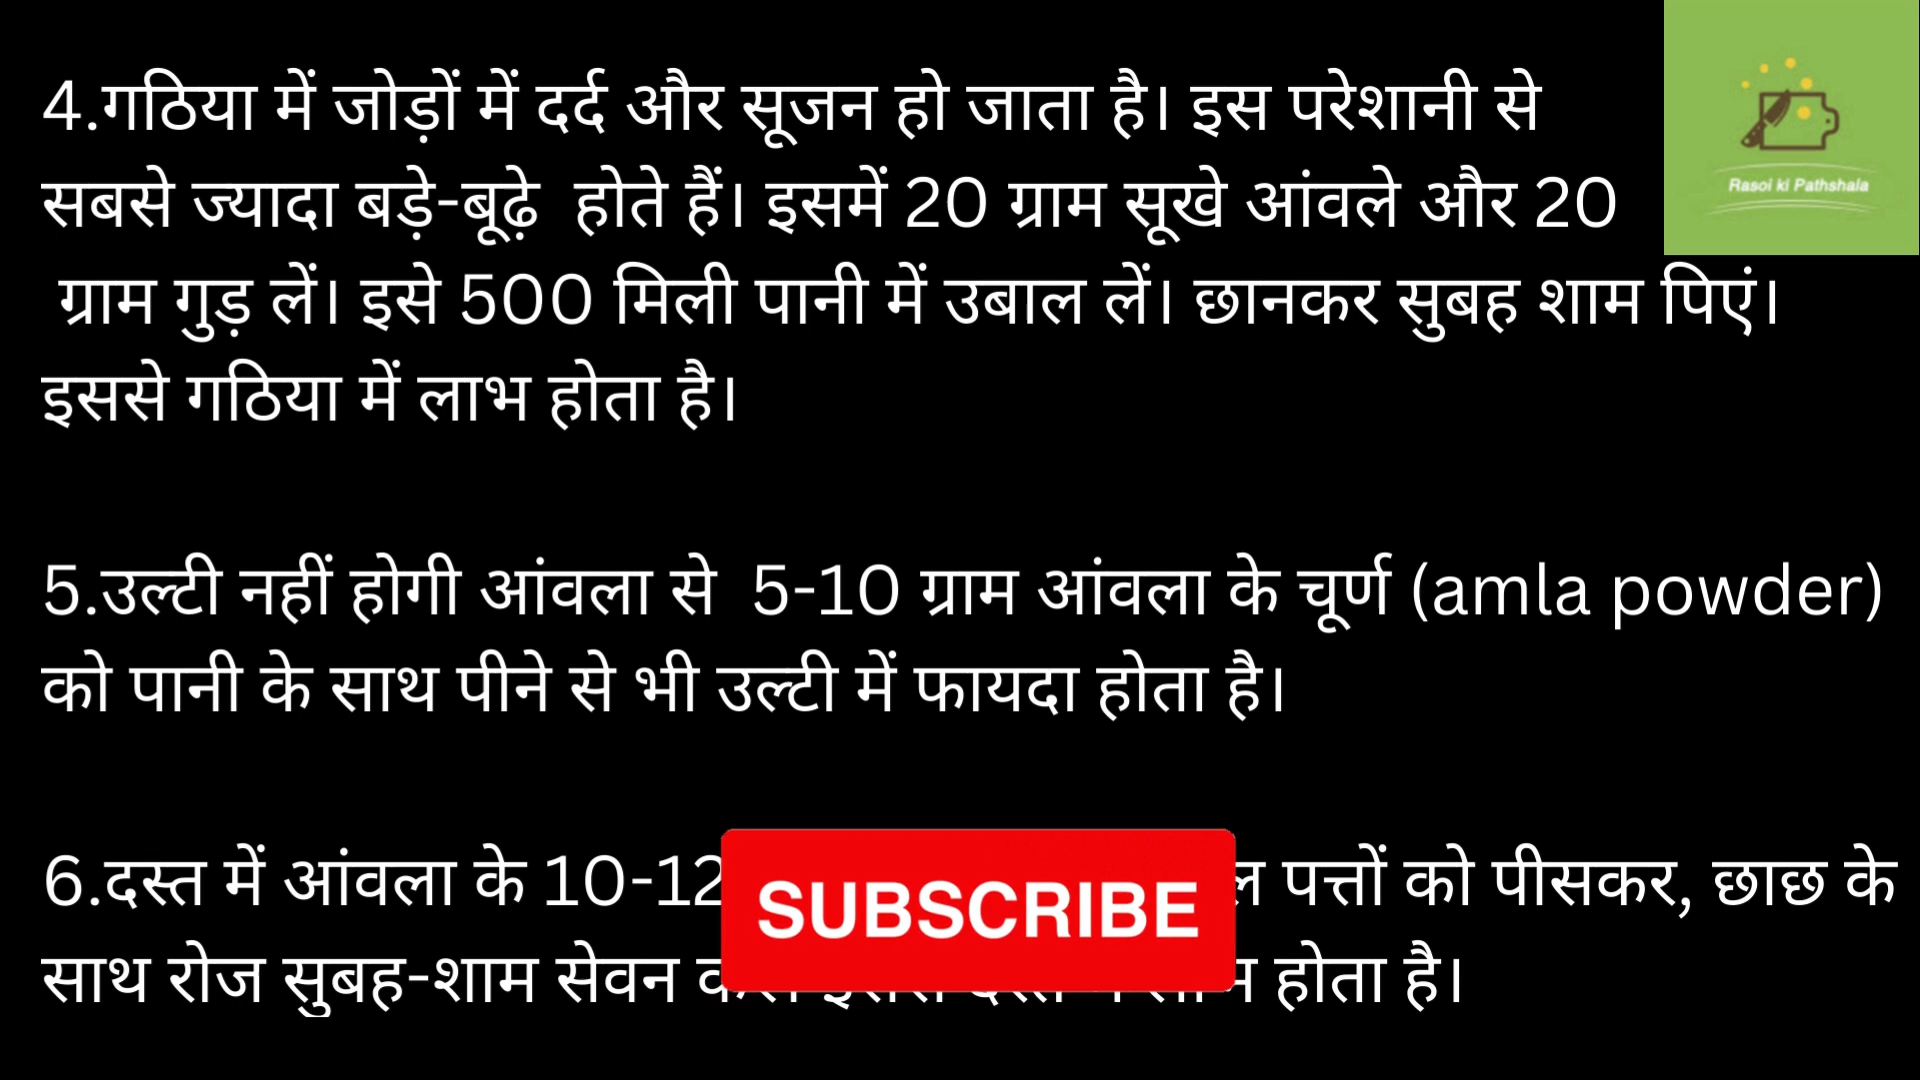 4.गठिया में जोड़ों में दर्द और सूजन हो जाता है। इस परेशानी से
सबसे ज्यादा बड़े-बूढ़े होते हैं। इसमें 20 ग्राम सूखे आंवले और 20
ग्राम गुड़ लें। इसे 500 मिली पानी में उबाल लें। छानकर सुबह शाम पिएं।
इससे गठिया में लाभ होता है।
5.उल्टी नहीं होगी आंवला से 5-10 ग्राम आंवला के चूर्ण (amla powder)
को पानी के साथ पीने से भी उल्टी में फायदा होता है।
6.दस्त में आंवला के 10-12 पत्तों को पीसकर, छाछ के
साथ रोज सुबह-शाम सेवन होता है।
SUBSCRIBE
Rasoi ki Pathshala